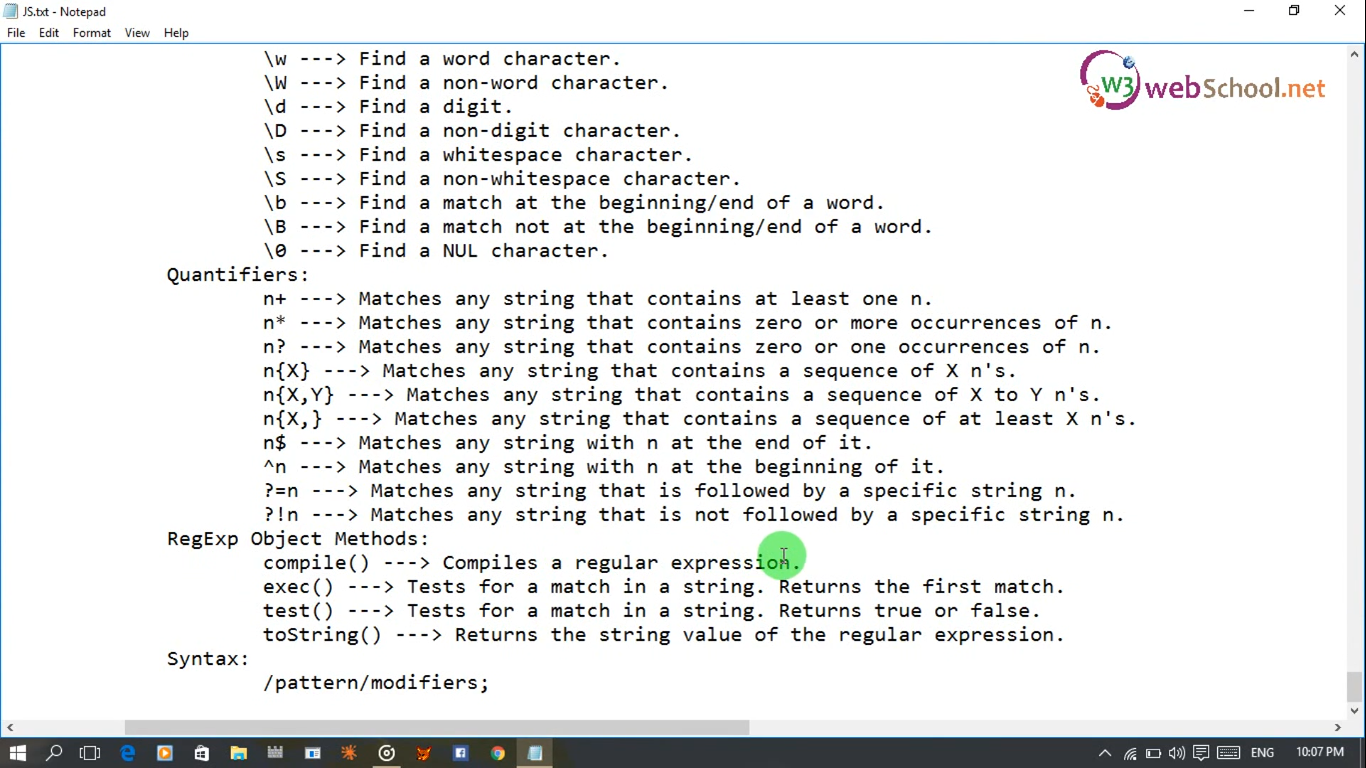 JS.txt - Notepad
File Edit Format View Help
W3 webSchool.net
\w ---> Find a word character.
\W ---> Find a non-word character.
\d ---> Find a digit.
\D ---> Find a non-digit character.
\s ---> Find a whitespace character.
\S ---> Find a non-whitespace character.
\b ---> Find a match at the beginning/end of a word.
\B ---> Find a match not at the beginning/end of a word.
\0 ---> Find a NUL character.
Quantifiers:
n+ ---> Matches any string that contains at least one n.
n* ---> Matches any string that contains zero or more occurrences of n.
n? ---> Matches any string that contains zero or one occurrences of n.
n{X} ---> Matches any string that contains a sequence of X n's.
n{X,Y} ---> Matches any string that contains a sequence of X to Y n's.
n{X,} ---> Matches any string that contains a sequence of at least X n's.
n$ ---> Matches any string with n at the end of it.
^n ---> Matches any string with n at the beginning of it.
?=n ---> Matches any string that is followed by a specific string n.
?!n ---> Matches any string that is not followed by a specific string n.
RegExp Object Methods:
compile() ---> Compiles a regular expression.
exec() ---> Tests for a match in a string. Returns the first match.
test() ---> Tests for a match in a string. Returns true or false.
toString() ---> Returns the string value of the regular expression.
Syntax:
/pattern/modifiers;
ENG 10:07 PM